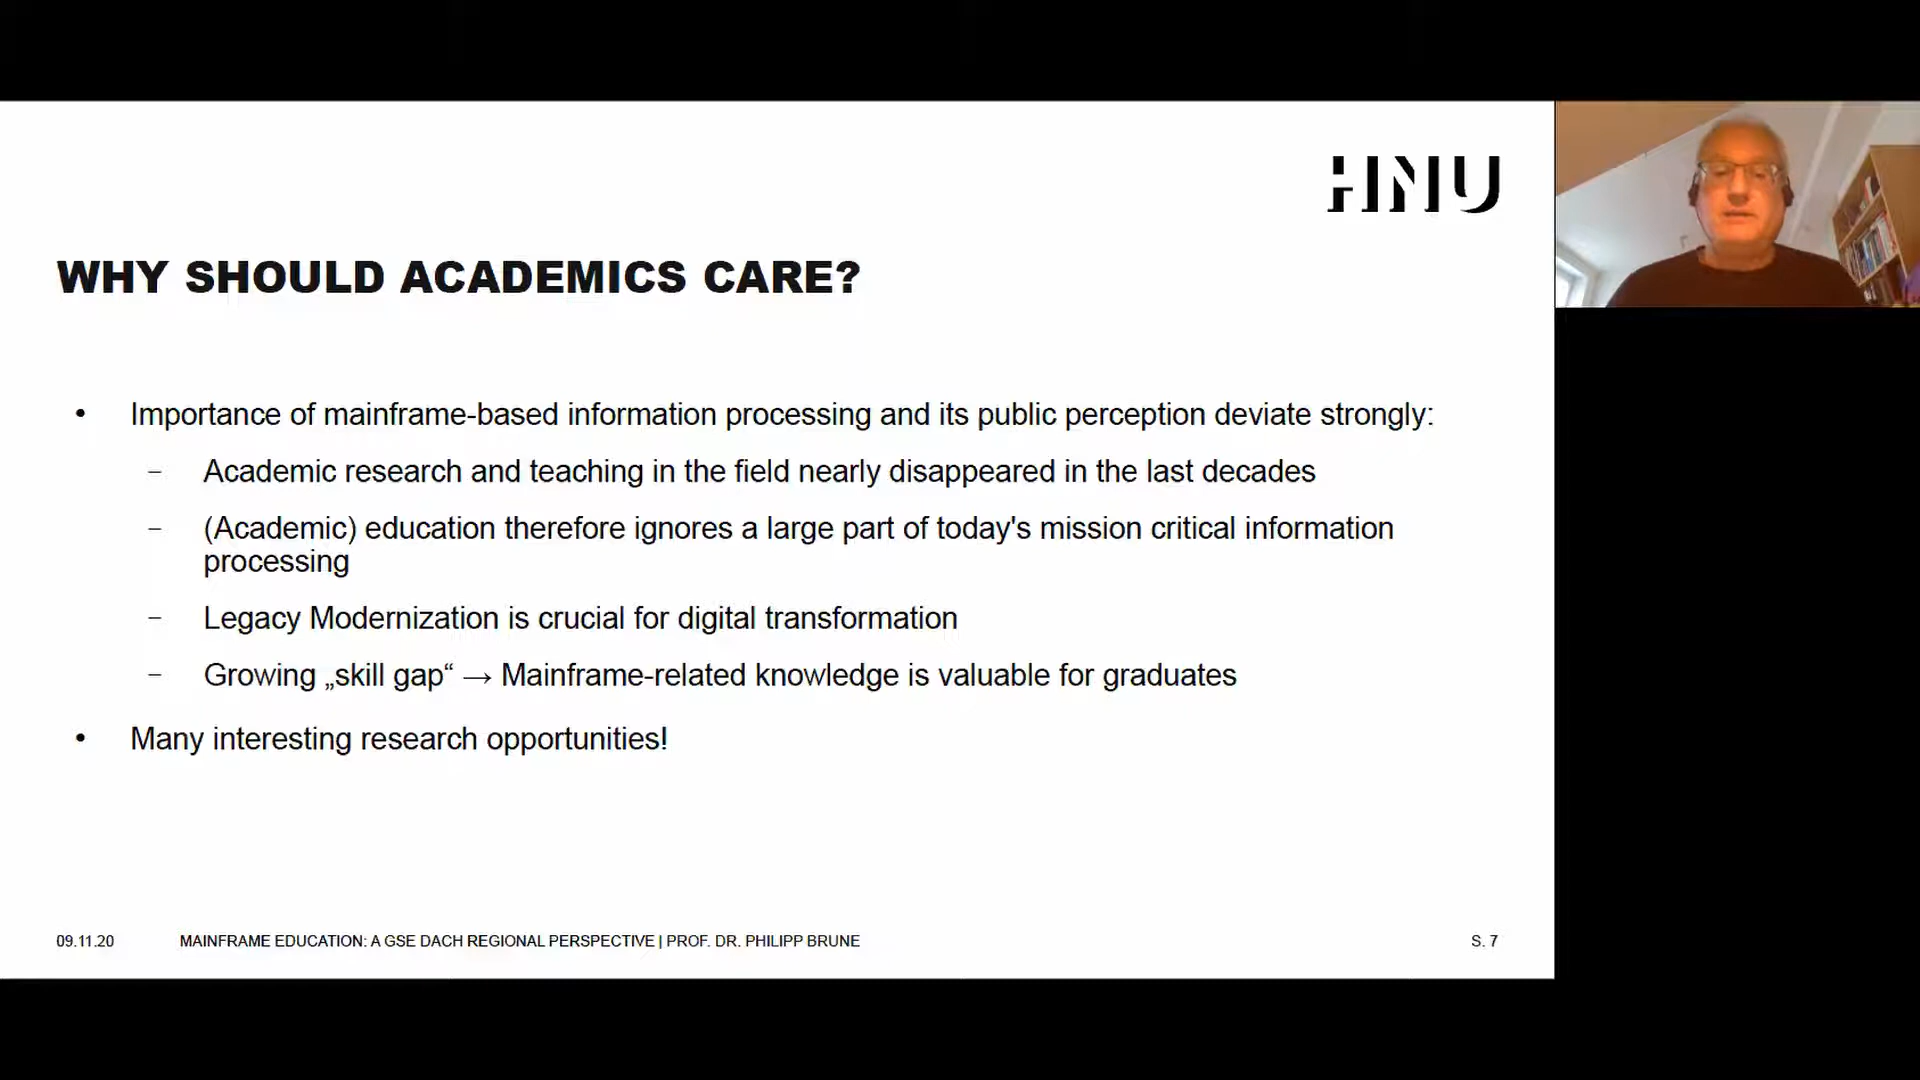 HNU
WHY SHOULD ACADEMICS CARE?
• Importance of mainframe-based information processing and its public perception deviate strongly:
– Academic research and teaching in the field nearly disappeared in the last decades
– (Academic) education therefore ignores a large part of today's mission critical information
processing
– Legacy Modernization is crucial for digital transformation
– Growing „skill gap“ → Mainframe-related knowledge is valuable for graduates
• Many interesting research opportunities!
09.11.20 MAINFRAME EDUCATION: A GSE DACH REGIONAL PERSPECTIVE | PROF. DR. PHILIPP BRUNE S. 7